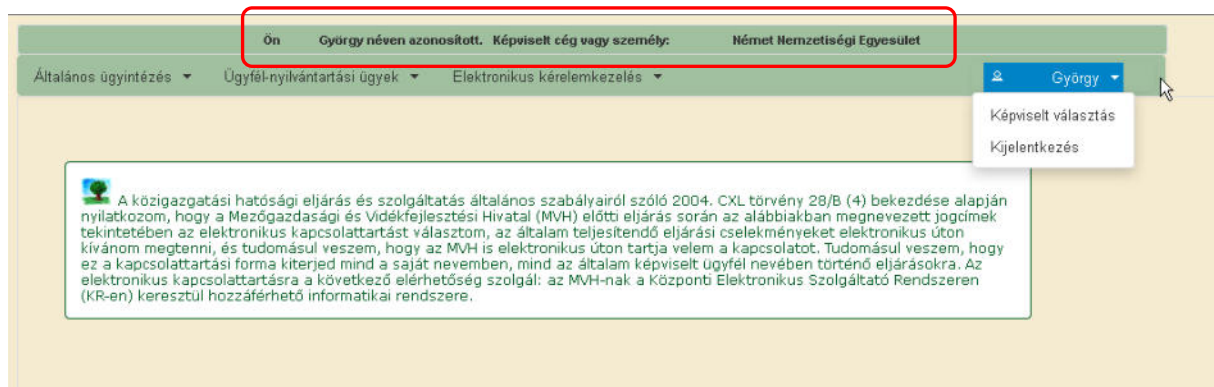 Ön György néven azonosított. Képviselt cég vagy személy: Német Nemzetiségi Egyesület
Általános ügyintézés Ügyfél-nyilvántartási ügyek Elektronikus kérelemkezelés György
Képviselt választás
Kijelentkezés
A közigazgatási hatósági eljárás és szolgáltatás általános szabályairól szóló 2004. CXL törvény 28/B (4) bekezdése alapján
nyilatkozom, hogy a Mezőgazdasági és Vidékfejlesztési Hivatal (MVH) előtti eljárás során az alábbiakban megnevezett jogcímek
tekintetében az elektronikus kapcsolattartást választom, az általam teljesítendő eljárási cselekményeket elektronikus úton
kívánom megtenni, és tudomásul veszem, hogy az MVH is elektronikus úton tartja velem a kapcsolatot. Tudomásul veszem, hogy
ez a kapcsolattartási forma kiterjed mind a saját nevemben, mind az általam képviselt ügyfél nevében történő eljárásokra. Az
elektronikus kapcsolattartásra a következő elérhetőség szolgál: az MVH-nak a Központi Elektronikus Szolgáltató Rendszeren
(KR-en) keresztül hozzáférhető informatikai rendszere.